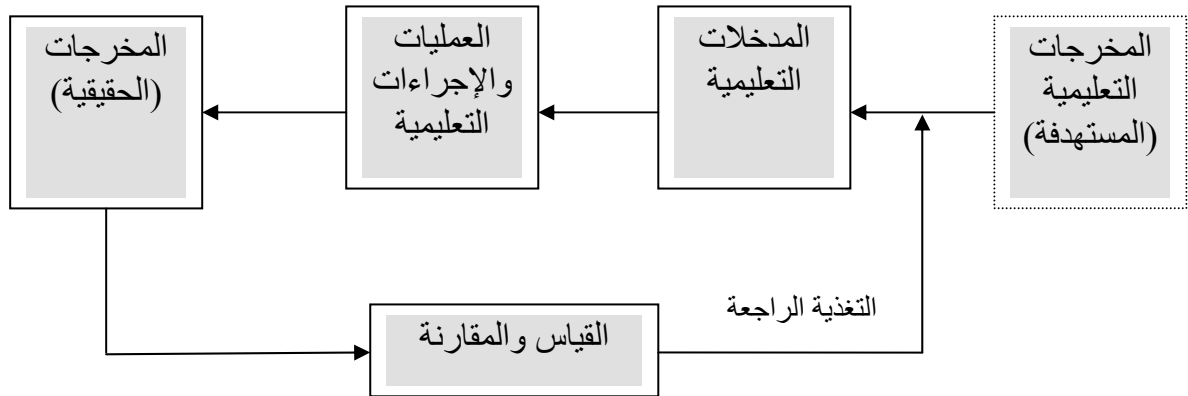 المخرجات
التعليمية
(المستهدفة)
المدخلات
التعليمية
العمليات
والإجراءات
التعليمية
المخرجات
(الحقيقية)
التغذية الراجعة
القياس والمقارنة